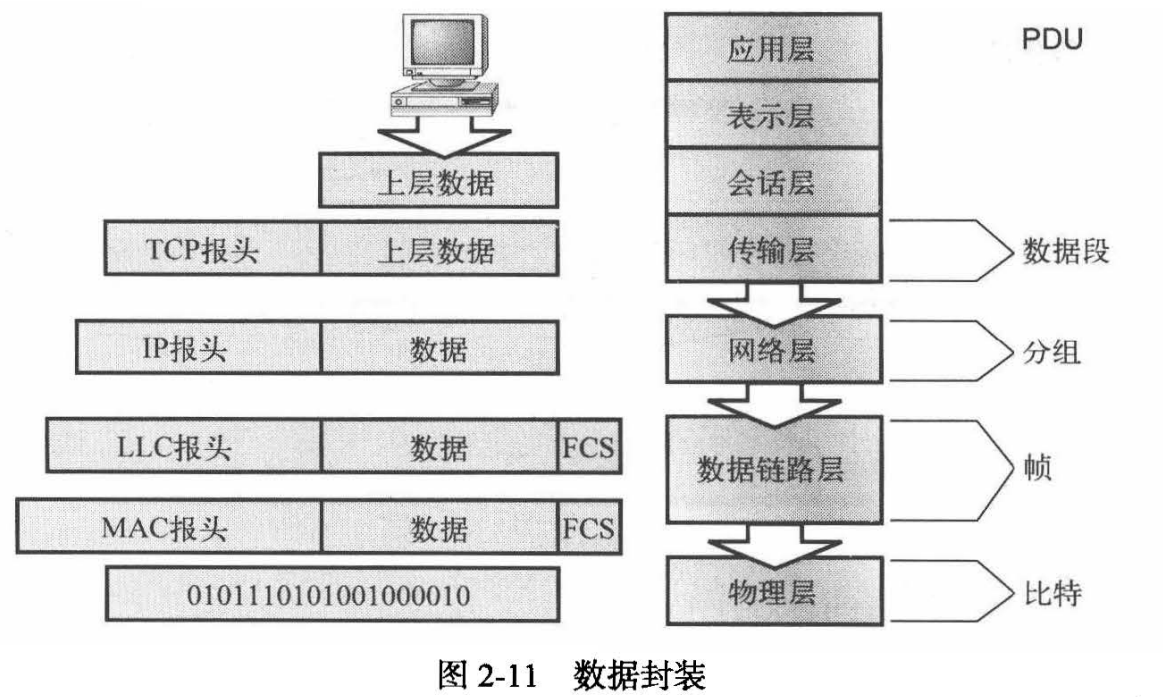 应用层
PDU
表示层
上层数据
会话层
TCP报头
上层数据
传输层
数据段
IP报头
数据
网络层
分组
LLC报头
数据
FCS
数据链路层
帧
MAC报头
数据
FCS
0101110101001000010
物理层
比特
图 2-11 数据封装